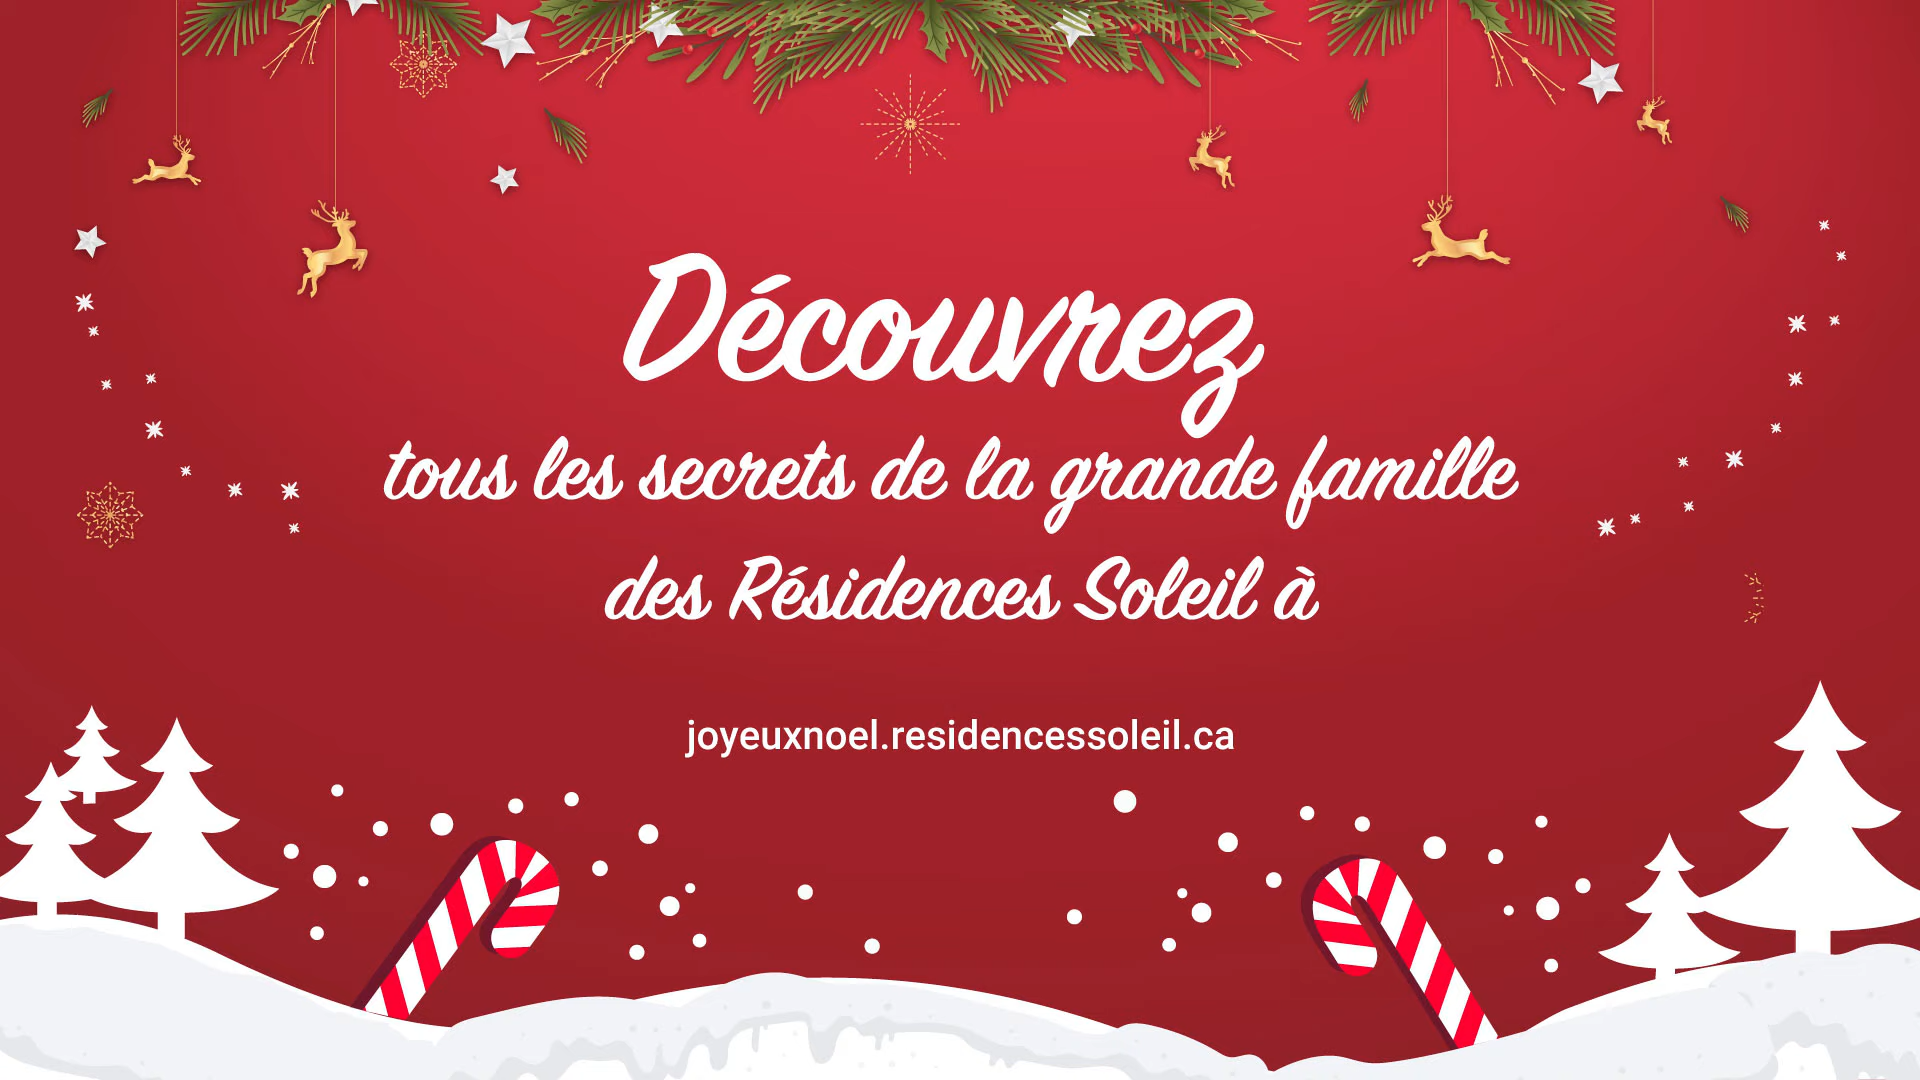 Découvrez
tous les secrets de la grande famille
des Résidences Soleil à
joyeuxnoel.residencessoleil.ca